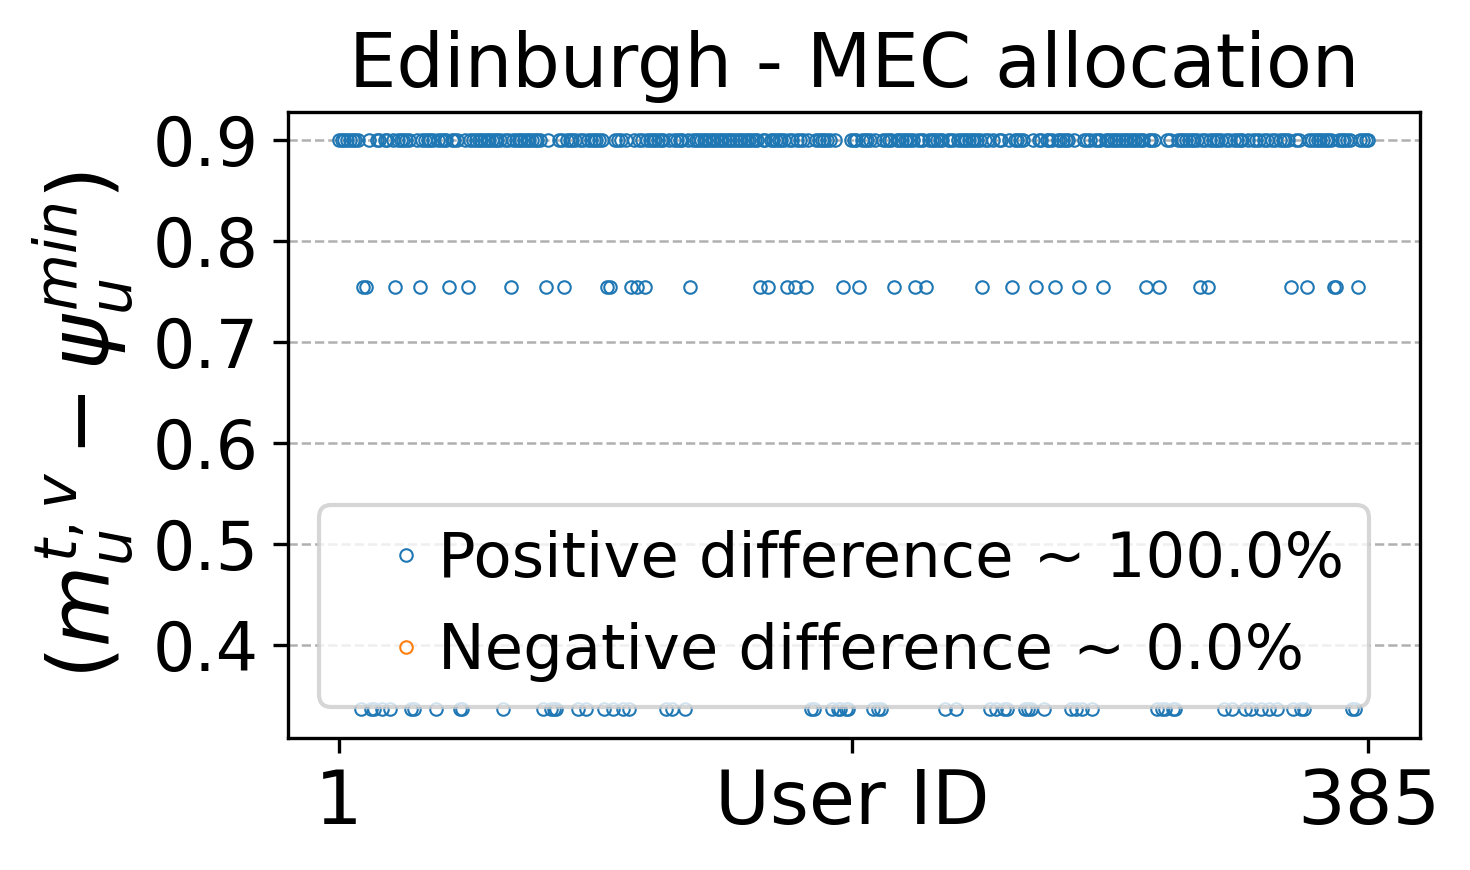 Edinburgh - MEC allocation
(m_u^{t,v} − ψ_u^{min})
0.9
0.8
0.7
0.6
0.5
0.4
Positive difference ~ 100.0%
Negative difference ~ 0.0%
1 User ID 385